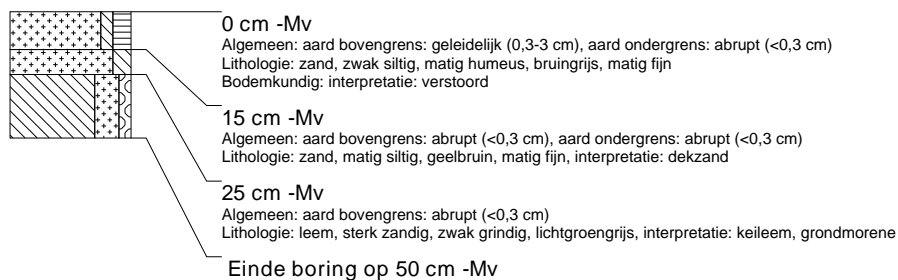 0 cm -Mv
Algemeen: aard bovengrens: geleidelijk (0,3-3 cm), aard ondergrens: abrupt (<0,3 cm)
Lithologie: zand, zwak siltig, matig humeus, bruingrijs, matig fijn
Bodemkundig: interpretatie: verstoord
15 cm -Mv
Algemeen: aard bovengrens: abrupt (<0,3 cm), aard ondergrens: abrupt (<0,3 cm)
Lithologie: zand, matig siltig, geelbruin, matig fijn, interpretatie: dekzand
25 cm -Mv
Algemeen: aard bovengrens: abrupt (<0,3 cm)
Lithologie: leem, sterk zandig, zwak grindig, lichtgroengrijs, interpretatie: keileem, grondmorene
Einde boring op 50 cm -Mv